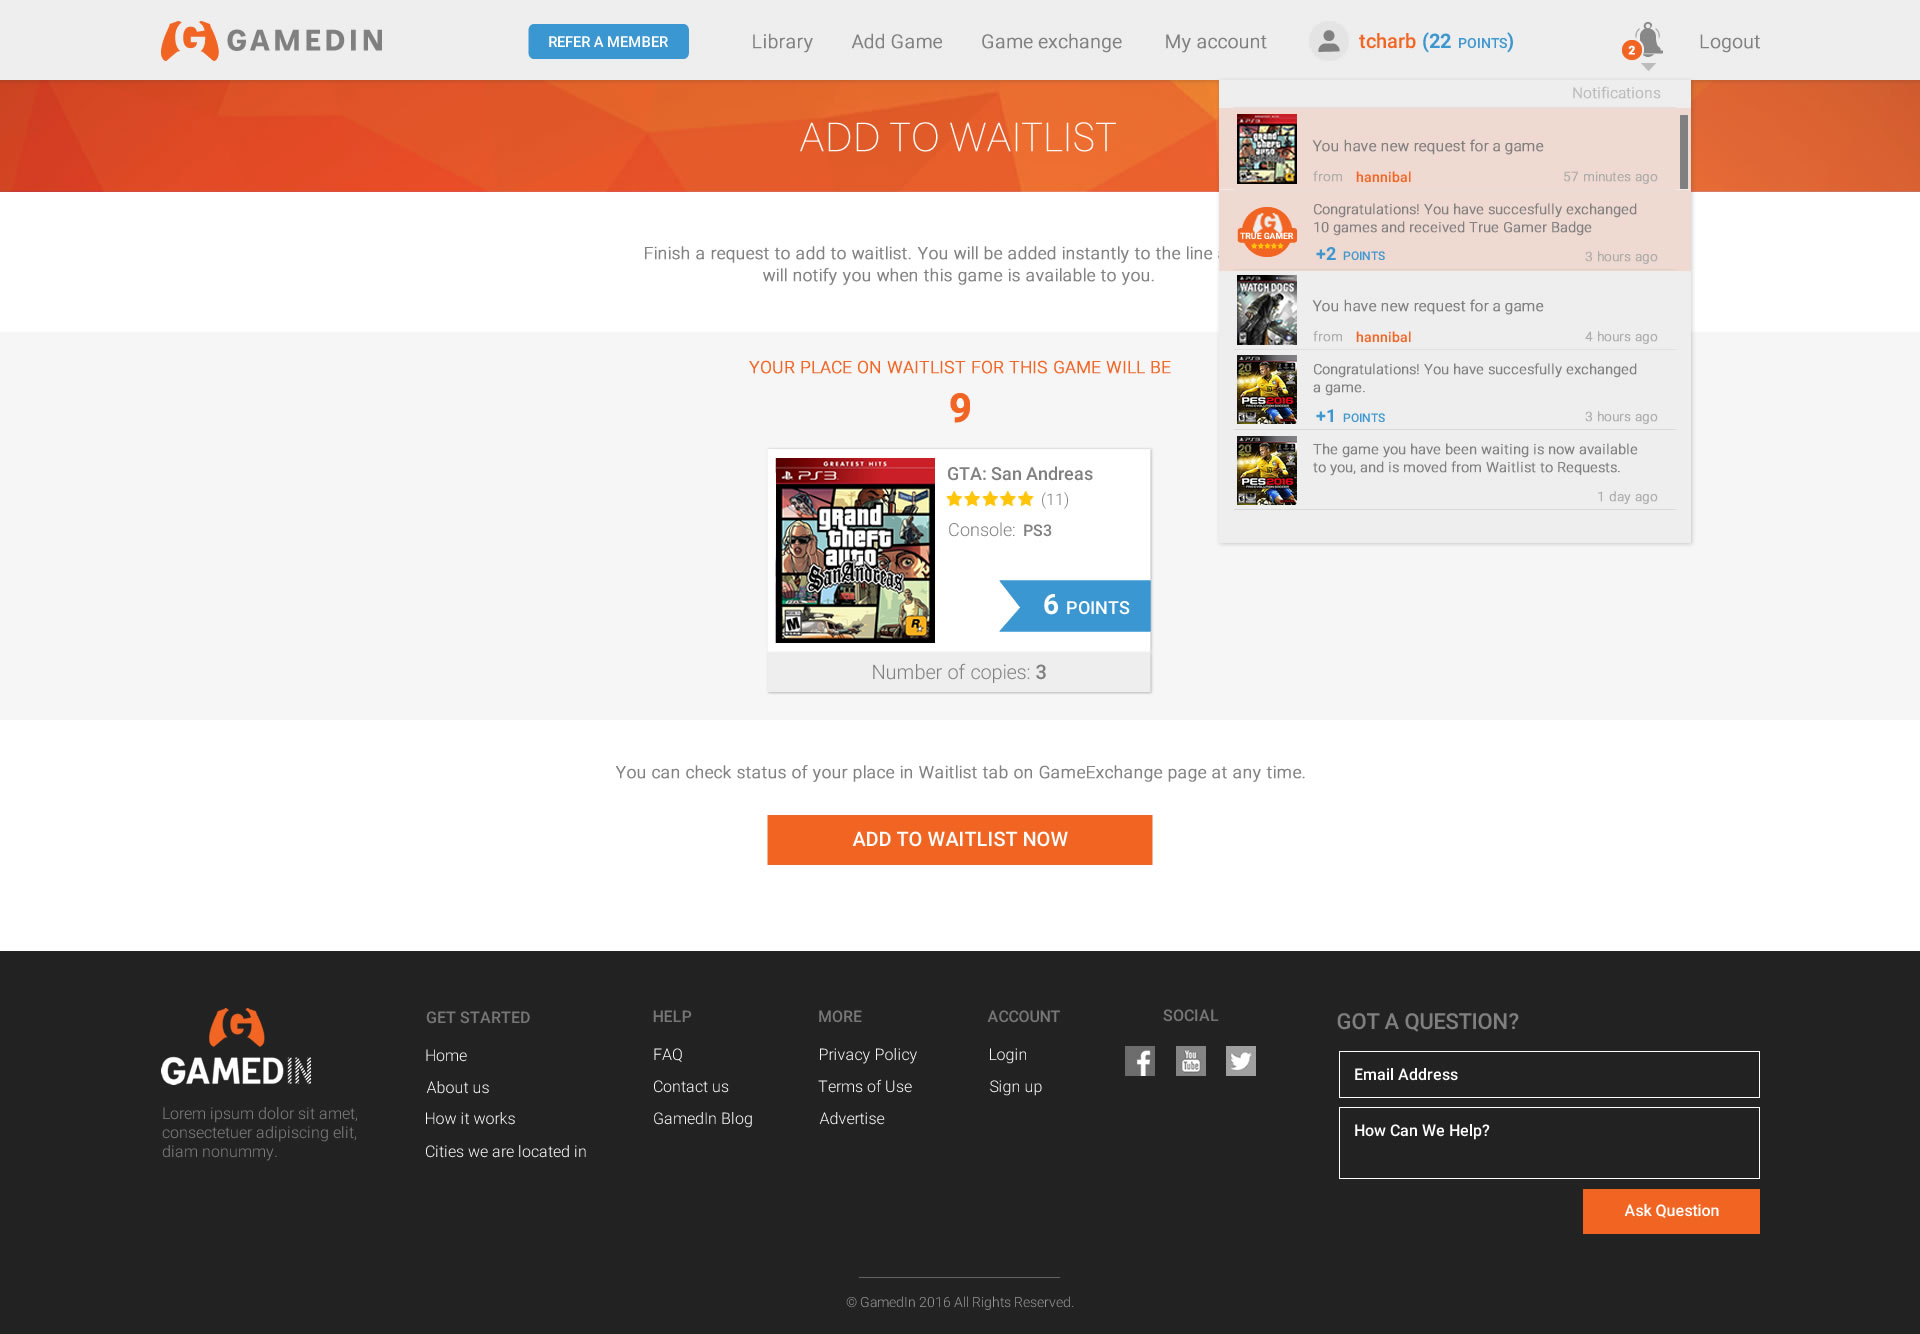 GAMEDIN
REFER A MEMBER
Library
Add Game
Game exchange
My account
tcharb (22 POINTS)
2
Logout
ADD TO WAITLIST
Notifications
You have new request for a game
from hannibal
57 minutes ago
TRUE GAMER
Congratulations! You have succesfully exchanged
10 games and received True Gamer Badge
+2 POINTS
3 hours ago
WATCH DOGS
You have new request for a game
from hannibal
4 hours ago
PES2016
Congratulations! You have succesfully exchanged
a game.
+1 POINTS
3 hours ago
PES2016
The game you have been waiting is now available
to you, and is moved from Waitlist to Requests.
1 day ago
Finish a request to add to waitlist. You will be added instantly to the line
will notify you when this game is available to you.
YOUR PLACE ON WAITLIST FOR THIS GAME WILL BE
9
GREATEST HITS
PS3
grand
theft
auto
San Andreas
M
R
GTA: San Andreas
(11)
Console: PS3
6 POINTS
Number of copies: 3
You can check status of your place in Waitlist tab on GameExchange page at any time.
ADD TO WAITLIST NOW
GAMEDIN
Lorem ipsum dolor sit amet,
consectetuer adipiscing elit,
diam nonummy.
GET STARTED
Home
About us
How it works
Cities we are located in
HELP
FAQ
Contact us
GamedIn Blog
MORE
Privacy Policy
Terms of Use
Advertise
ACCOUNT
Login
Sign up
SOCIAL
You
Tube
GOT A QUESTION?
Email Address
How Can We Help?
Ask Question
© GamedIn 2016 All Rights Reserved.